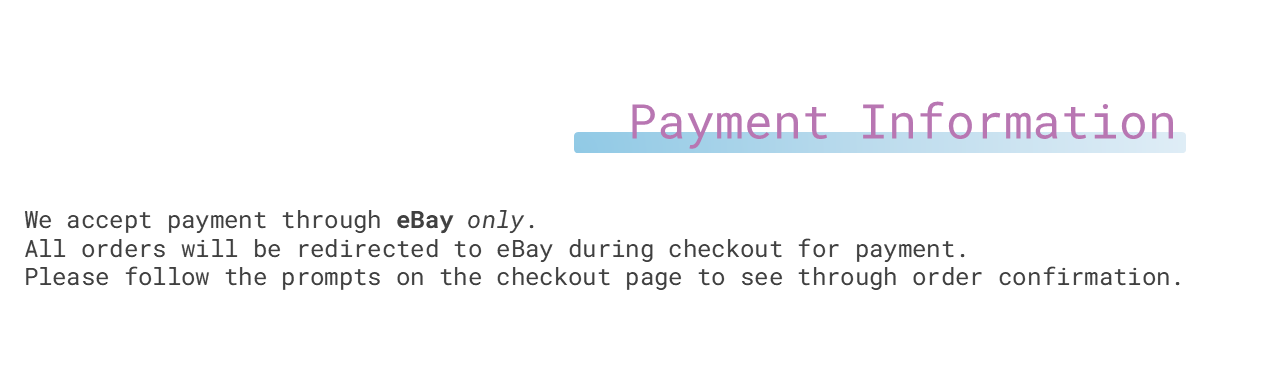 Payment Information
We accept payment through eBay only.
All orders will be redirected to eBay during checkout for payment.
Please follow the prompts on the checkout page to see through order confirmation.